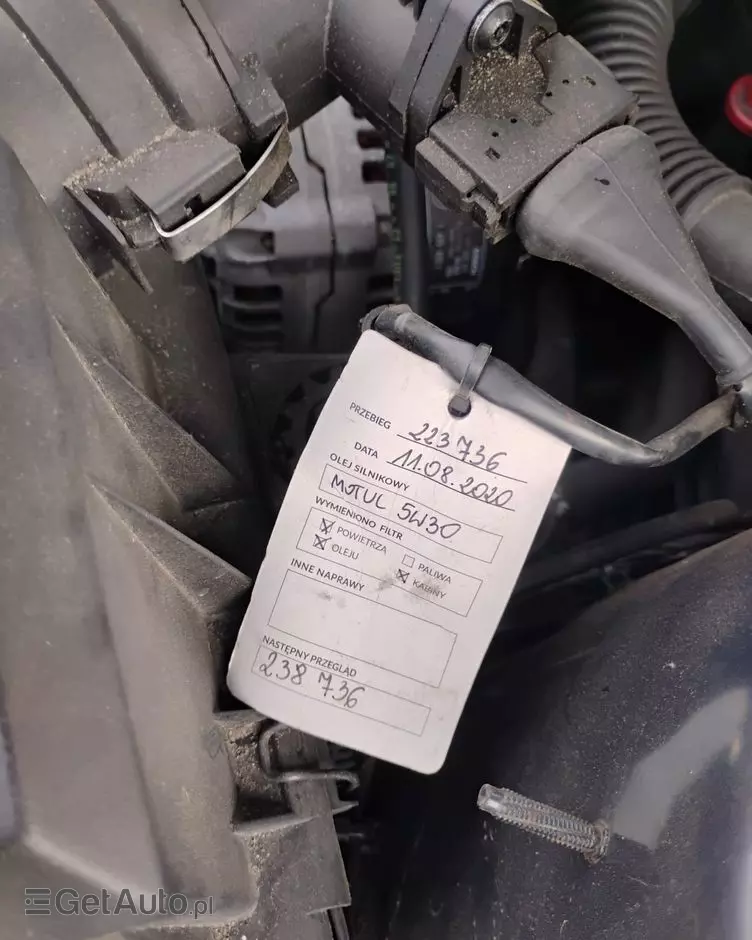 PRZEBIEG 223 736
DATA 11.08.2020
OLEJ SILNIKOWY
MOTUL 5W30
WYMIENIONO FILTR
POWIETRZA PALIWA
OLEJU KABINY
INNE NAPRAWY
NASTĘPNY PRZEGLĄD
238 736
GetAuto.pl